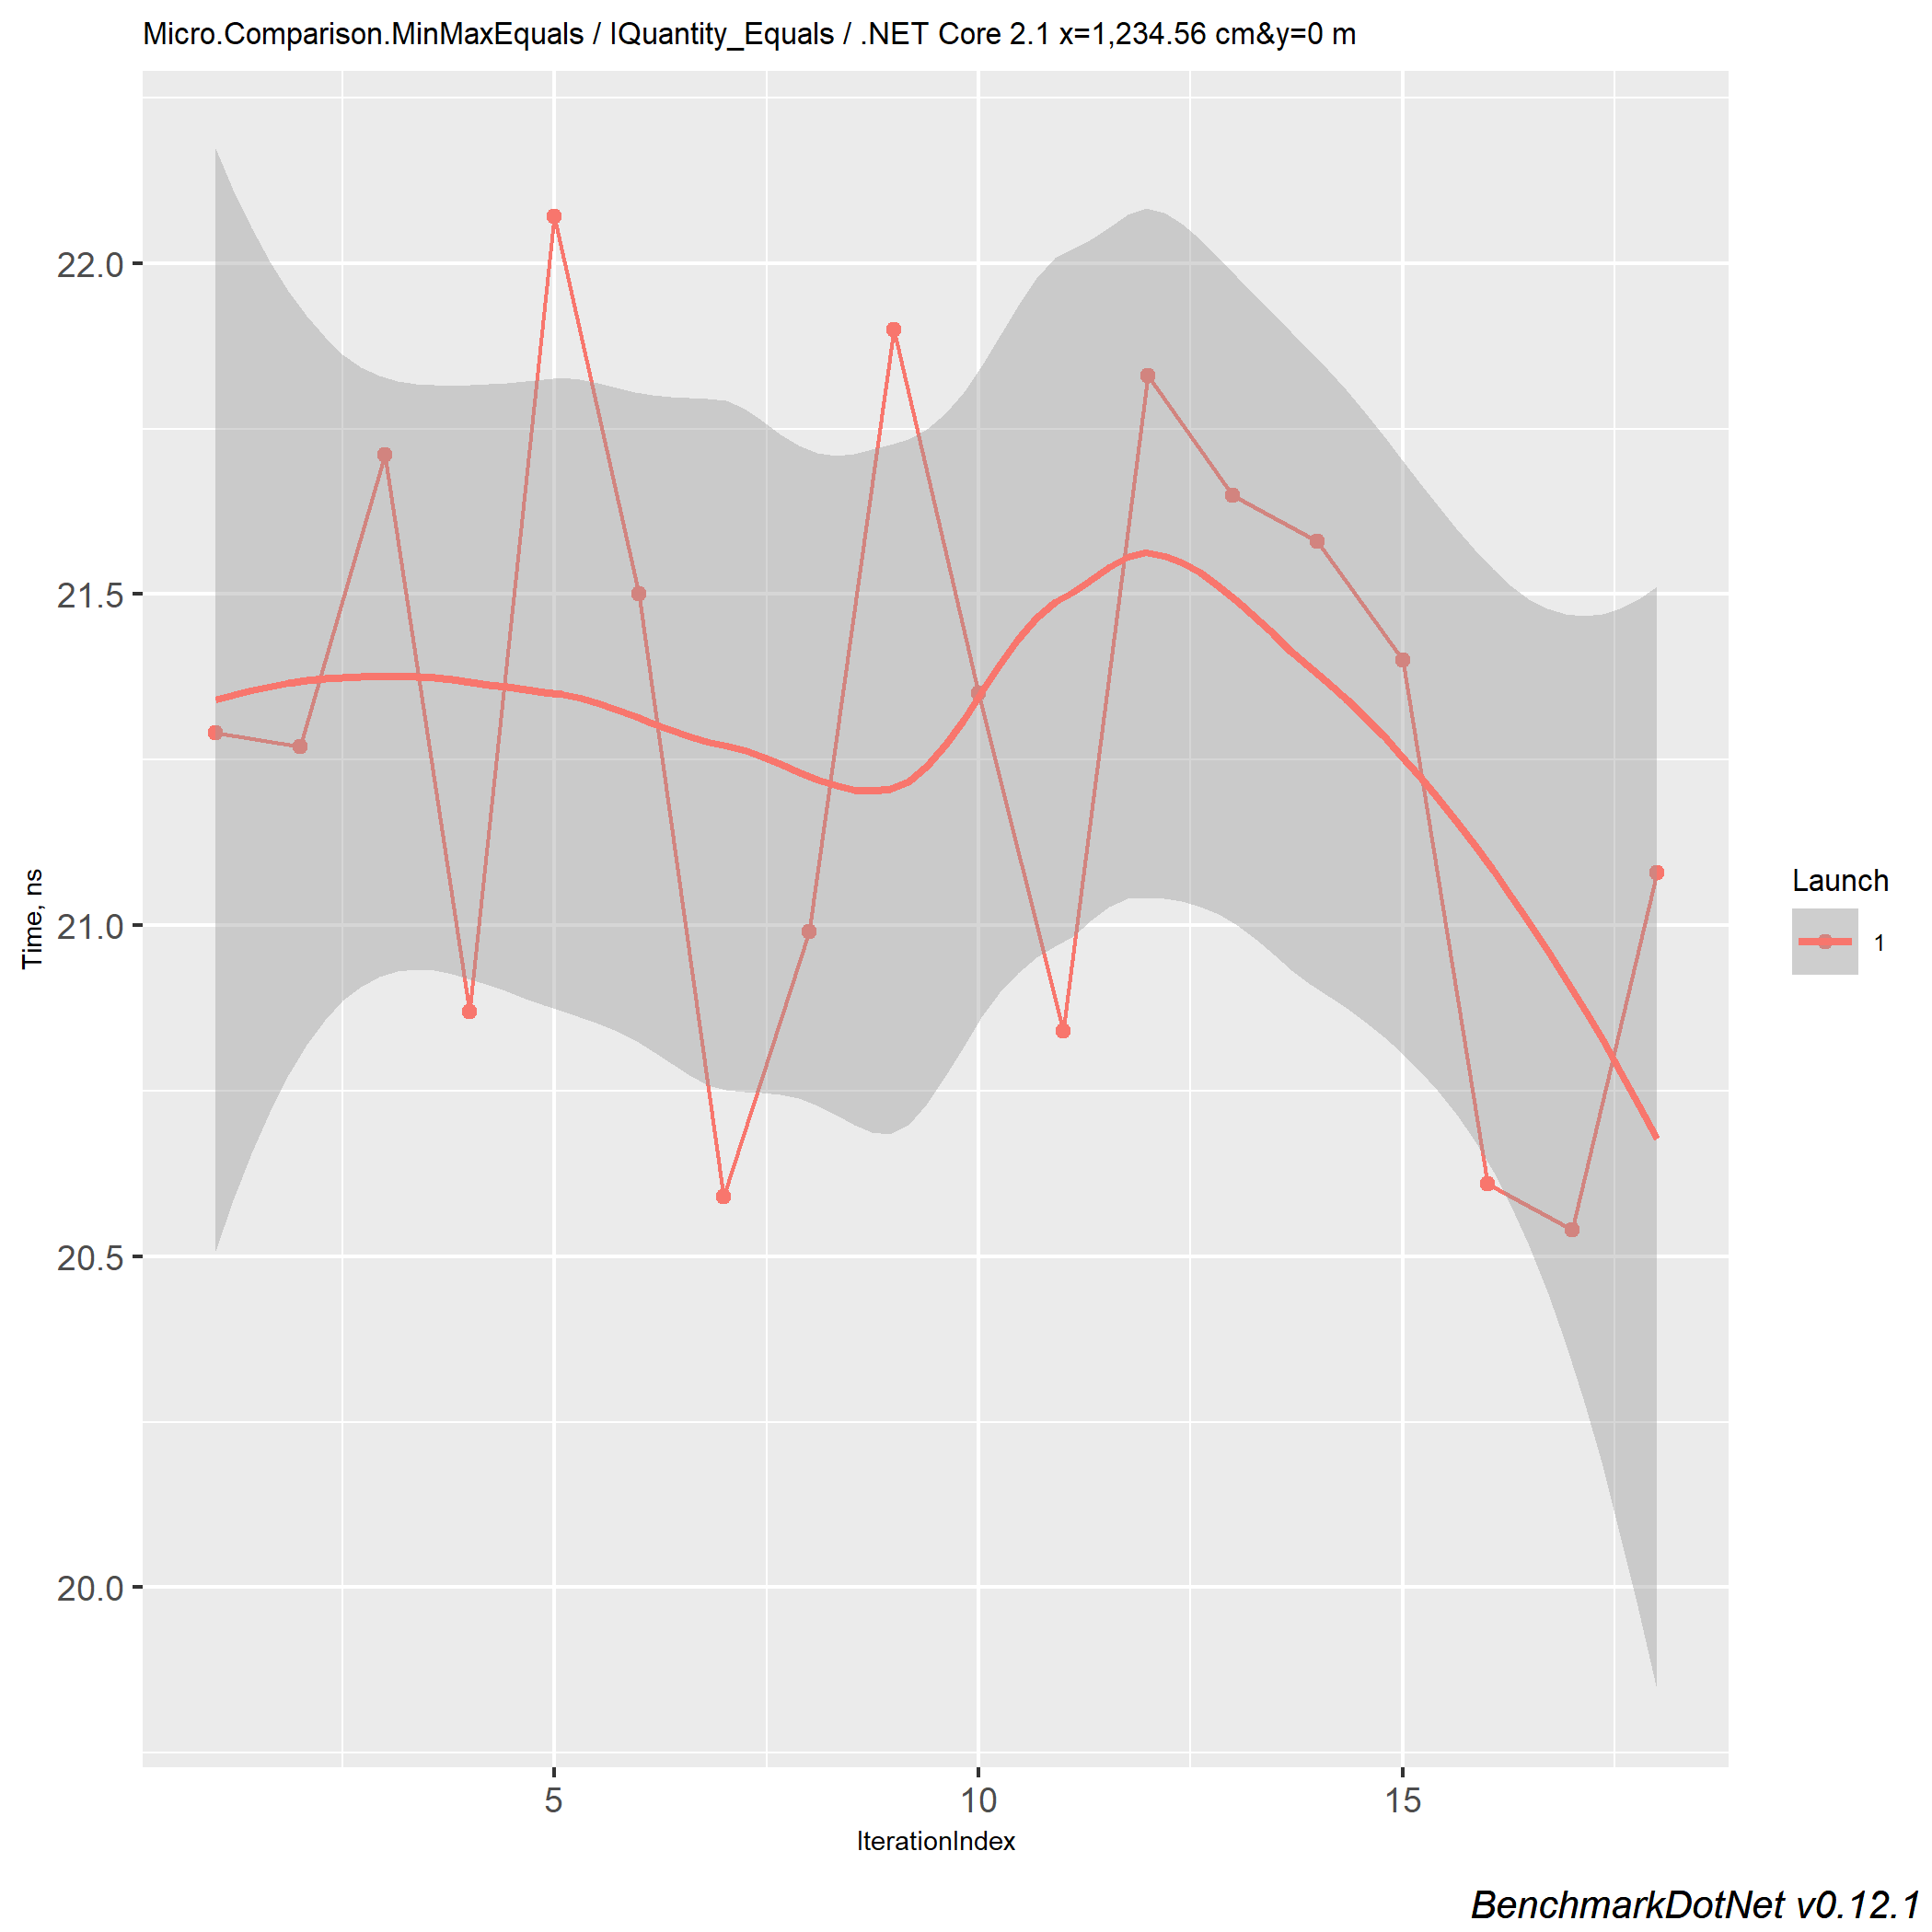 Micro.Comparison.MinMaxEquals / IQuantity_Equals / .NET Core 2.1 x=1,234.56 cm&y=0 m
22.0
21.5
21.0
20.5
20.0
Time, ns
5 10 15
IterationIndex
Launch
1
BenchmarkDotNet v0.12.1